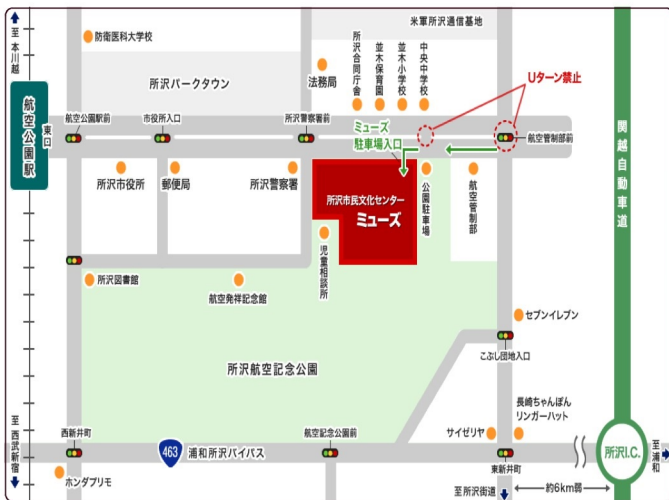 至本川越
防衛医科大学校
米軍所沢通信基地
所沢パークタウン
法務局
所沢合同庁舎
並木保育園
並木小学校
中央中学校
Uターン禁止
航空公園駅
東口
航空公園駅前
市役所入口
所沢警察署前
ミューズ
駐車場入口
航空管制部前
関越自動車道
所沢市役所
郵便局
所沢警察署
所沢市民文化センター
ミューズ
公園駐車場
航空管制部
児童相談所
所沢図書館
航空発祥記念館
セブンイレブン
こぶし団地入口
所沢航空記念公園
長崎ちゃんぽん
リンガーハット
サイゼリヤ
至西武新宿
西新井町
463
浦和所沢バイパス
航空記念公園前
東新井町
所沢I.C.
至浦和
ホンダプリモ
至所沢街道
約6km弱